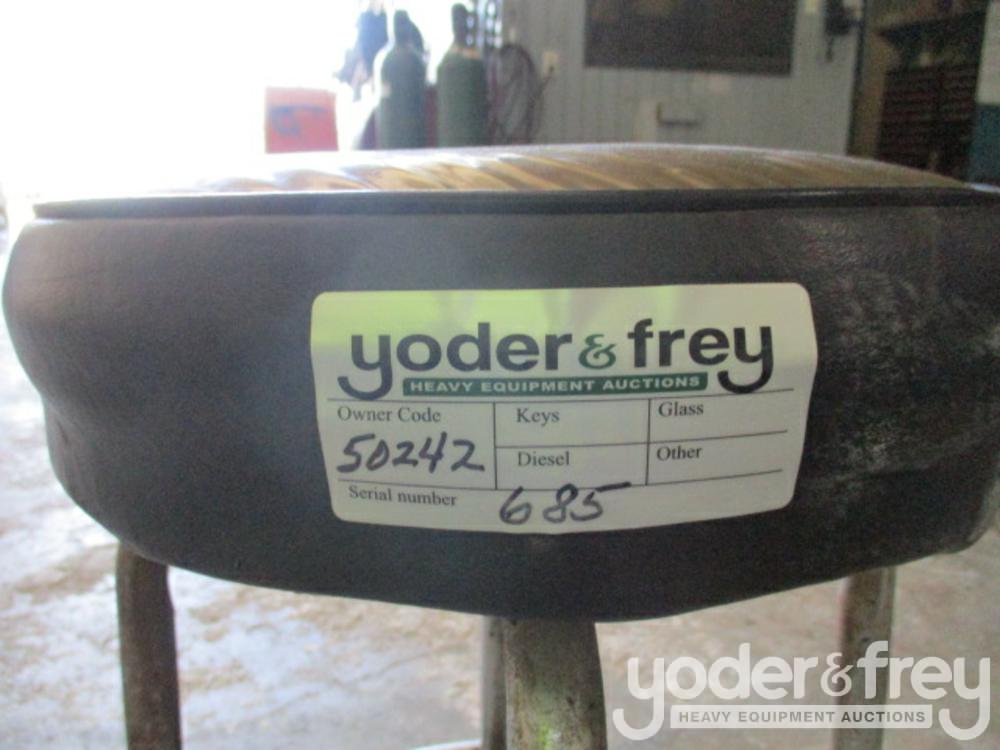 yoder & frey
HEAVY EQUIPMENT AUCTIONS
Owner Code
50242
Keys
Glass
Diesel
Other
Serial number 685
yoder & frey
HEAVY EQUIPMENT AUCTIONS